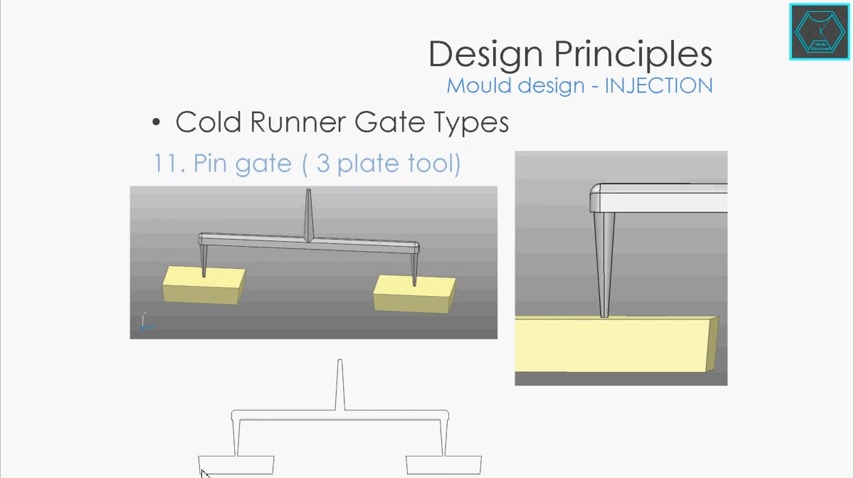 Design Principles
Mould design - INJECTION
• Cold Runner Gate Types
11. Pin gate ( 3 plate tool)